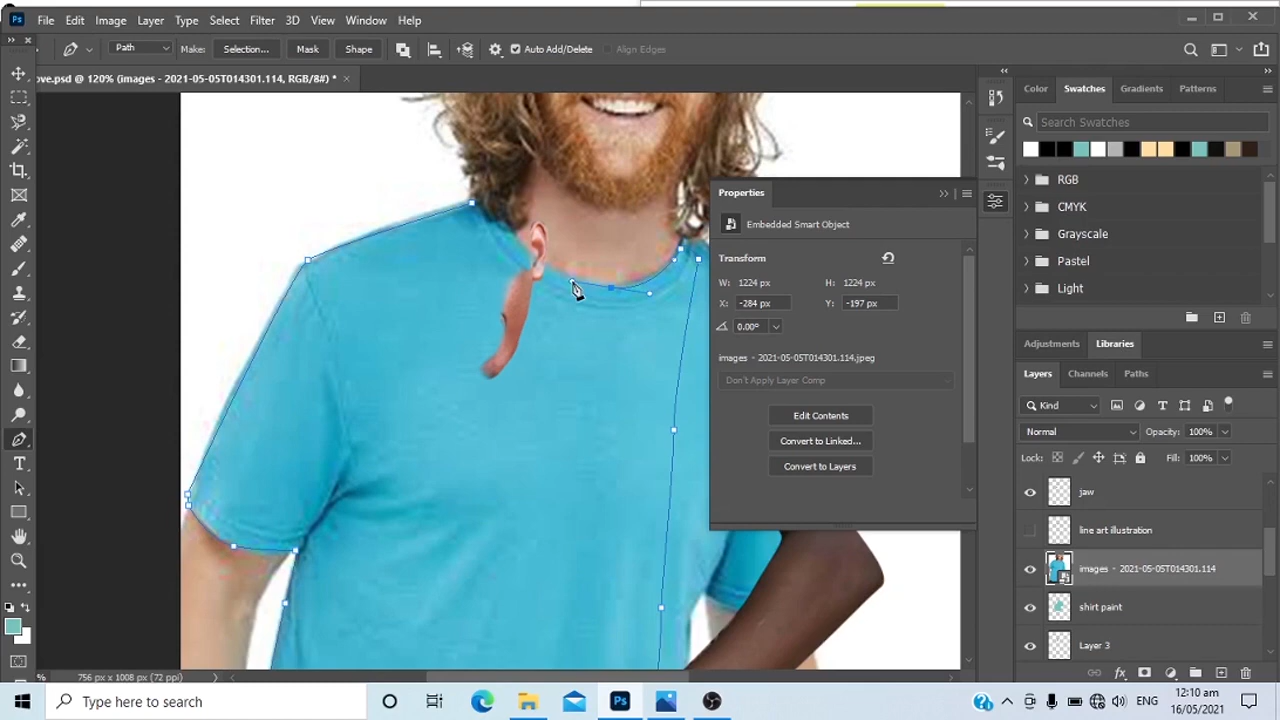 File Edit Image Layer Type Select Filter 3D View Window Help
Path Make: Selection... Mask Shape Auto Add/Delete Align Edges
ove.psd @ 120% (images - 2021-05-05T014301.114, RGB/8#) * ×
Color Swatches Gradients Patterns
Search Swatches
RGB
CMYK
Grayscale
Pastel
Light
Properties
Embedded Smart Object
Transform
W: 1224 px H: 1224 px
X: -284 px Y: -197 px
0.00°
images - 2021-05-05T014301.114.jpeg
Don't Apply Layer Comp
Edit Contents
Convert to Linked...
Convert to Layers
Adjustments Libraries
Layers Channels Paths
Kind
Normal Opacity: 100%
Lock: Fill: 100%
jaw
line art illustration
images - 2021-05-05T014301.114
shirt paint
Layer 3
% 756 px x 1008 px (72 ppi)
Type here to search
ENG
12:10 am
16/05/2021